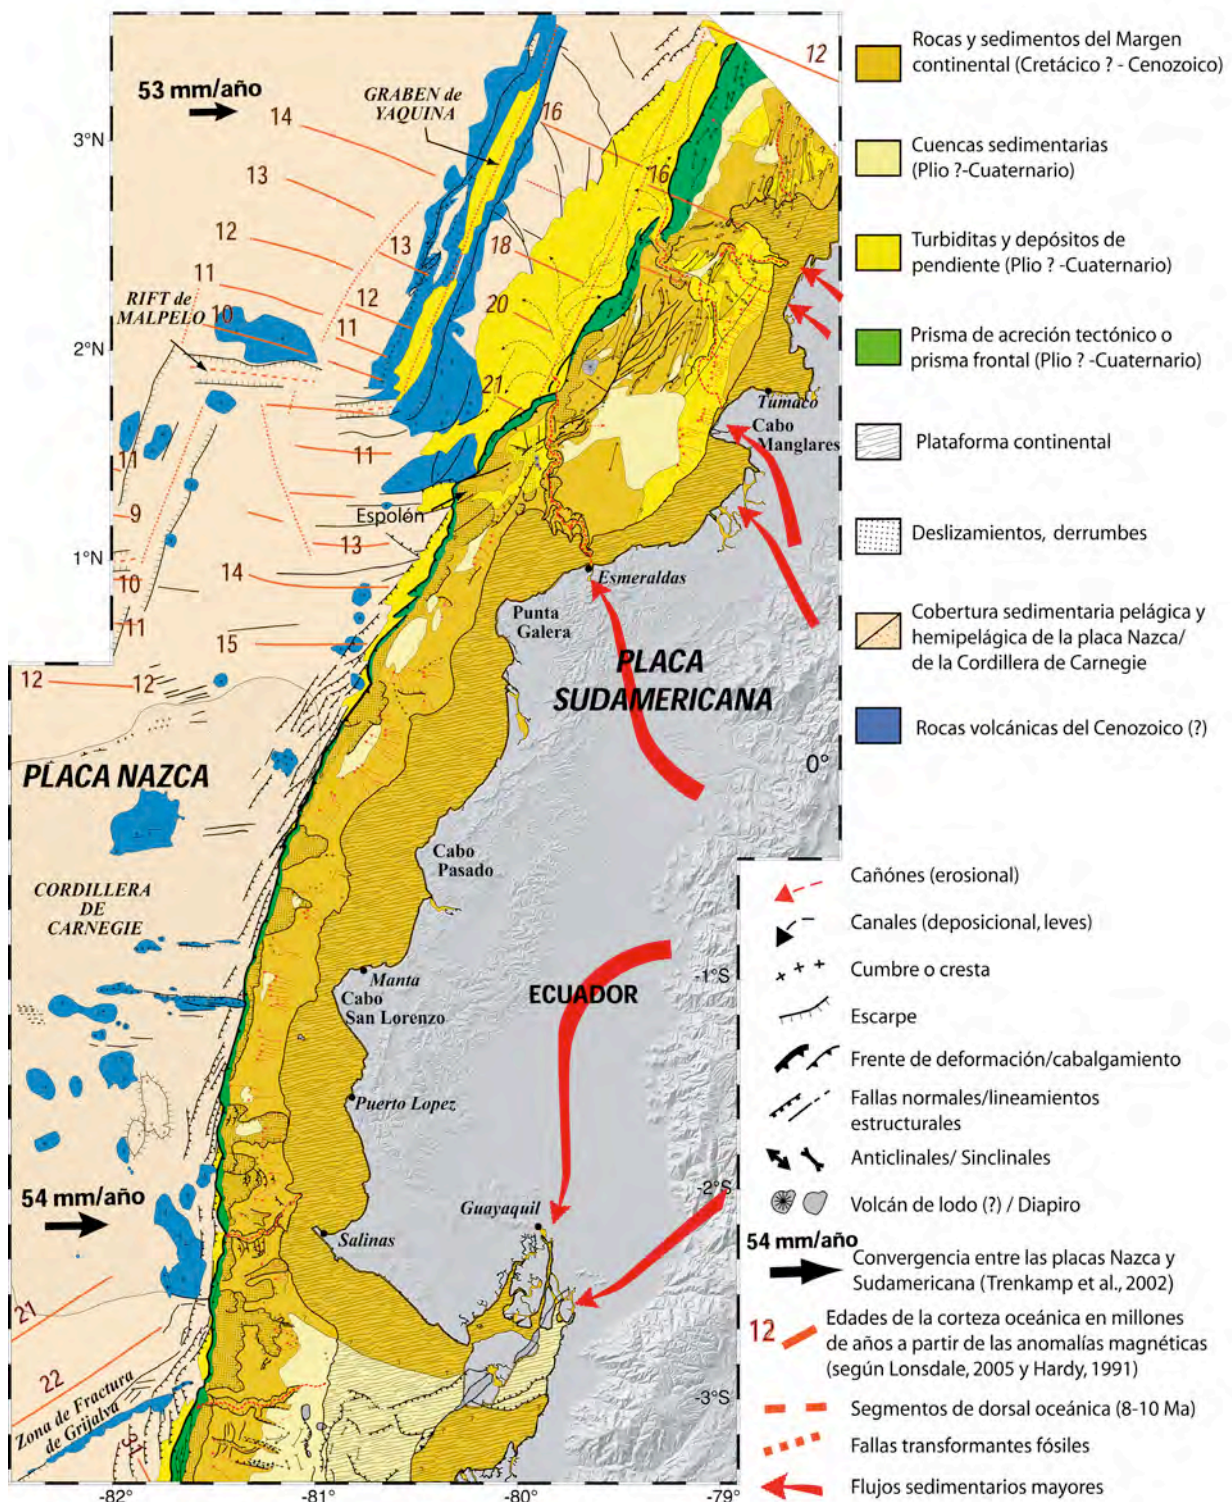 53 mm/año
GRABEN de
YAQUINA
12
14
16
3°N
13
16
12
13
18
11
RIFT de
MALPELO
10
12
20
11
2°N
21
Tumaco
Cabo
Manglares
11
11
9
Espolón
13
1°N
10
14
Esmeraldas
11
Punta
Galera
15
PLACA
SUDAMERICANA
12
12
0°
PLACA NAZCA
Cabo
Pasado
CORDILLERA
DE
CARNEGIE
Manta
-1°S
Cabo
San Lorenzo
ECUADOR
Puerto Lopez
54 mm/año
-2°S
Guayaquil
Salinas
21
22
-3°S
Zona de Fractura
de Grijalva
-82
-81
-80
-79
Rocas y sedimentos del Margen
continental (Cretácico ? - Cenozoico)
Cuencas sedimentarias
(Plio ?-Cuaternario)
Turbiditas y depósitos de
pendiente (Plio ? -Cuaternario)
Prisma de acreción tectónico o
prisma frontal (Plio ? -Cuaternario)
Plataforma continental
Deslizamientos, derrumbes
Cobertura sedimentaria pelágica y
hemipelágica de la placa Nazca/
de la Cordillera de Carnegie
Rocas volcánicas del Cenozoico (?)
Cañónes (erosional)
Canales (deposicional, leves)
Cumbre o cresta
Escarpe
Frente de deformación/cabalgamiento
Fallas normales/lineamientos
estructurales
Anticlinales/ Sinclinales
Volcán de lodo (?) / Diapiro
54 mm/año
Convergencia entre las placas Nazca y
Sudamericana (Trenkamp et al., 2002)
12
Edades de la corteza oceánica en millones
de años a partir de las anomalías magnéticas
(según Lonsdale, 2005 y Hardy, 1991)
Segmentos de dorsal oceánica (8-10 Ma)
Fallas transformantes fósiles
Flujos sedimentarios mayores